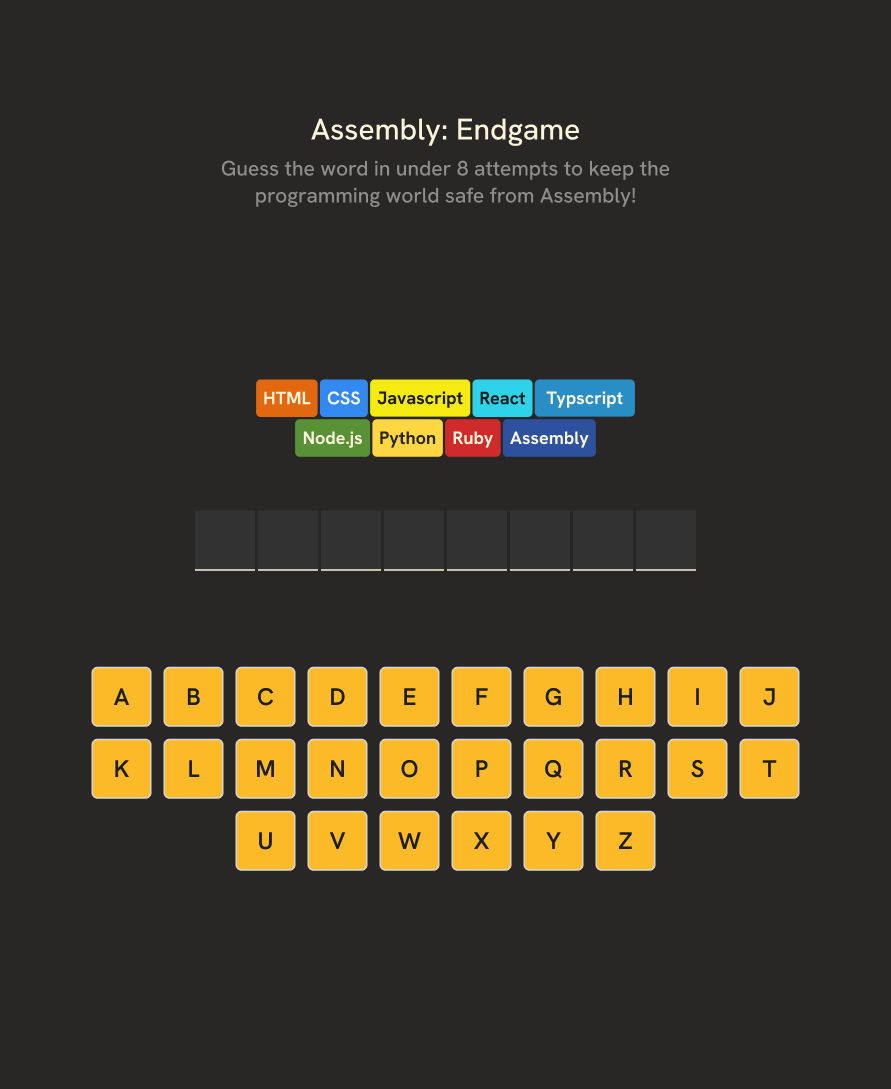 Assembly: Endgame
Guess the word in under 8 attempts to keep the
programming world safe from Assembly!
HTML CSS Javascript React Typscript
Node.js Python Ruby Assembly
A B C D E F G H I J
K L M N O P Q R S T
U V W X Y Z